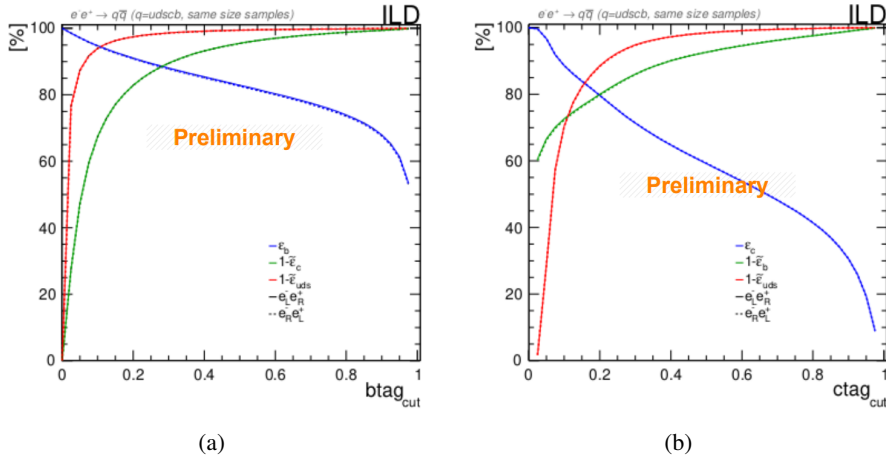 e⁻e⁺ → qq̄ (q=udscb, same size samples) ILD
[%]
100
80
60
40
20
0
Preliminary
ε_b
1-ε̃_c
1-ε̃_uds
e⁻_L e⁺_R
e⁻_R e⁺_L
0 0.2 0.4 0.6 0.8 1
btag_cut
(a)
e⁻e⁺ → qq̄ (q=udscb, same size samples) ILD
[%]
100
80
60
40
20
0
Preliminary
ε_c
1-ε̃_b
1-ε̃_uds
e⁻_L e⁺_R
e⁻_R e⁺_L
0 0.2 0.4 0.6 0.8 1
ctag_cut
(b)